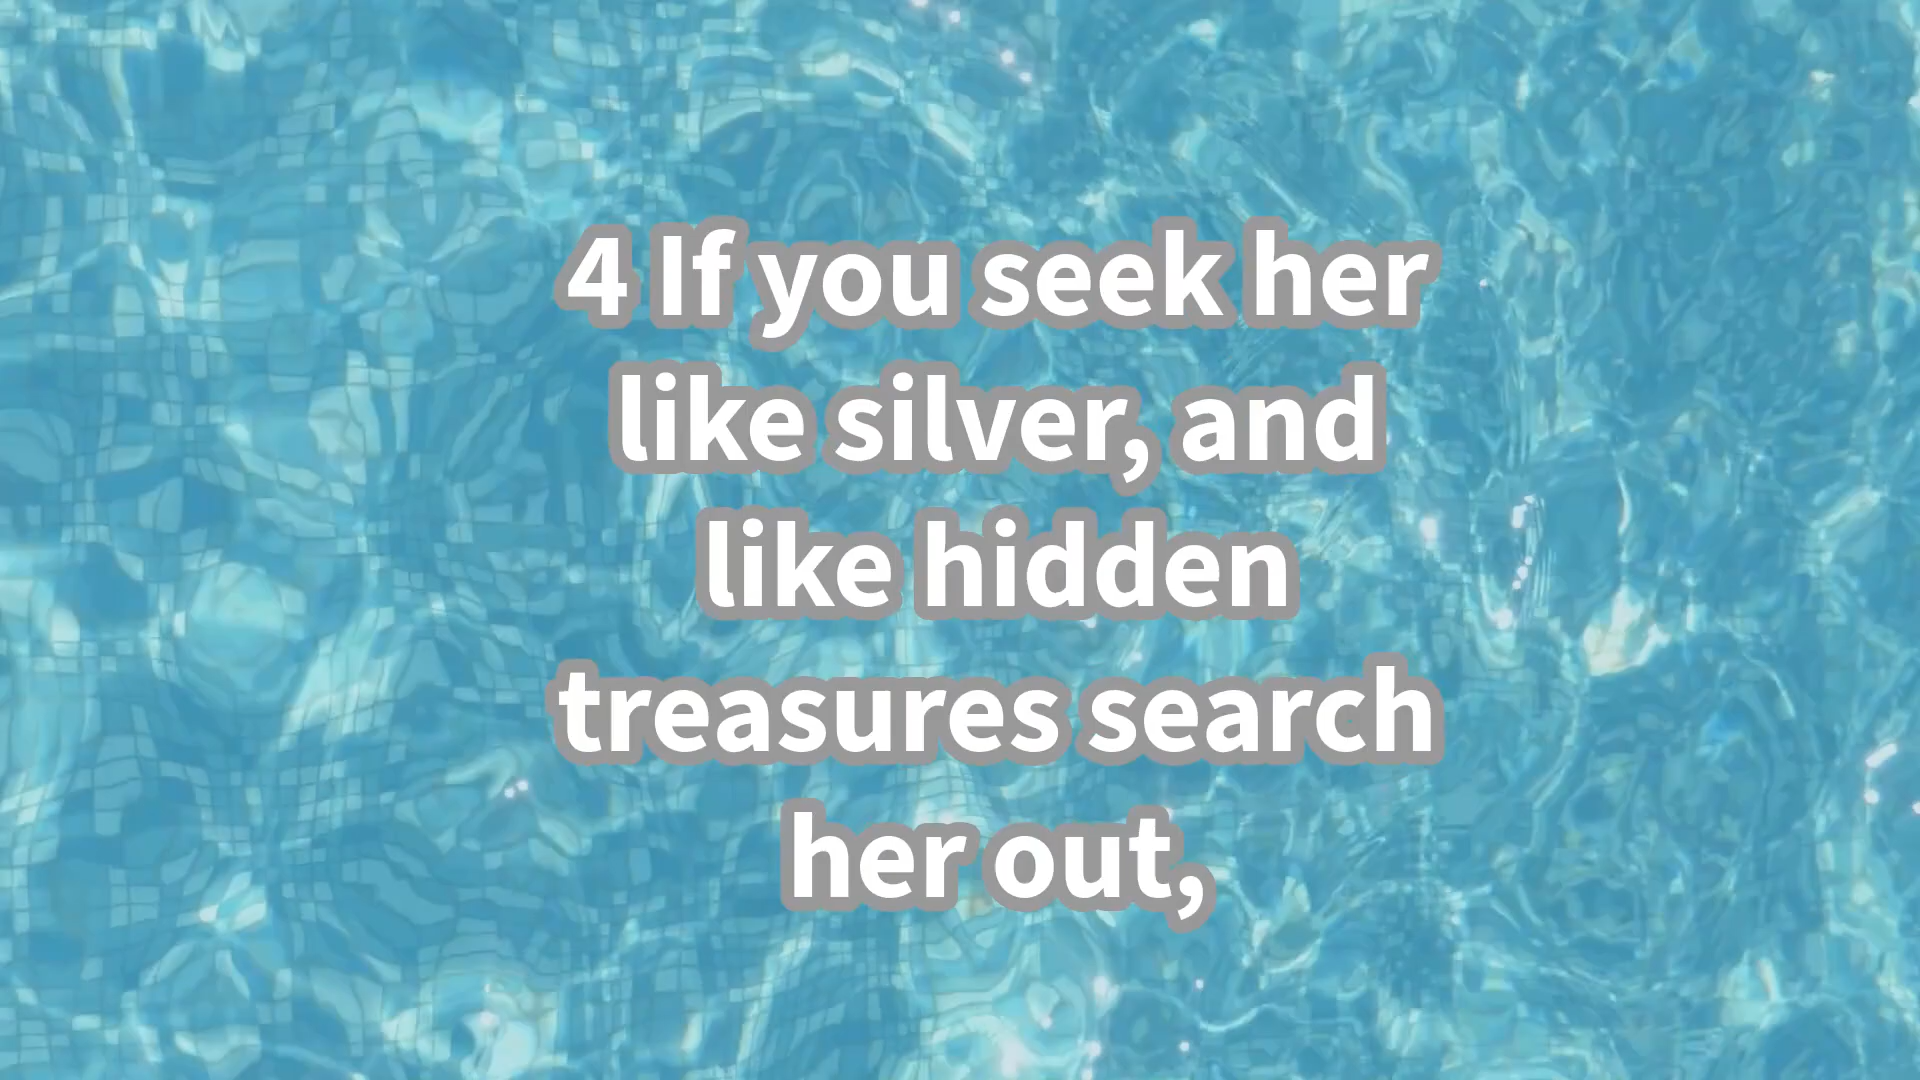 4 If you seek her
like silver, and
like hidden
treasures search
her out,